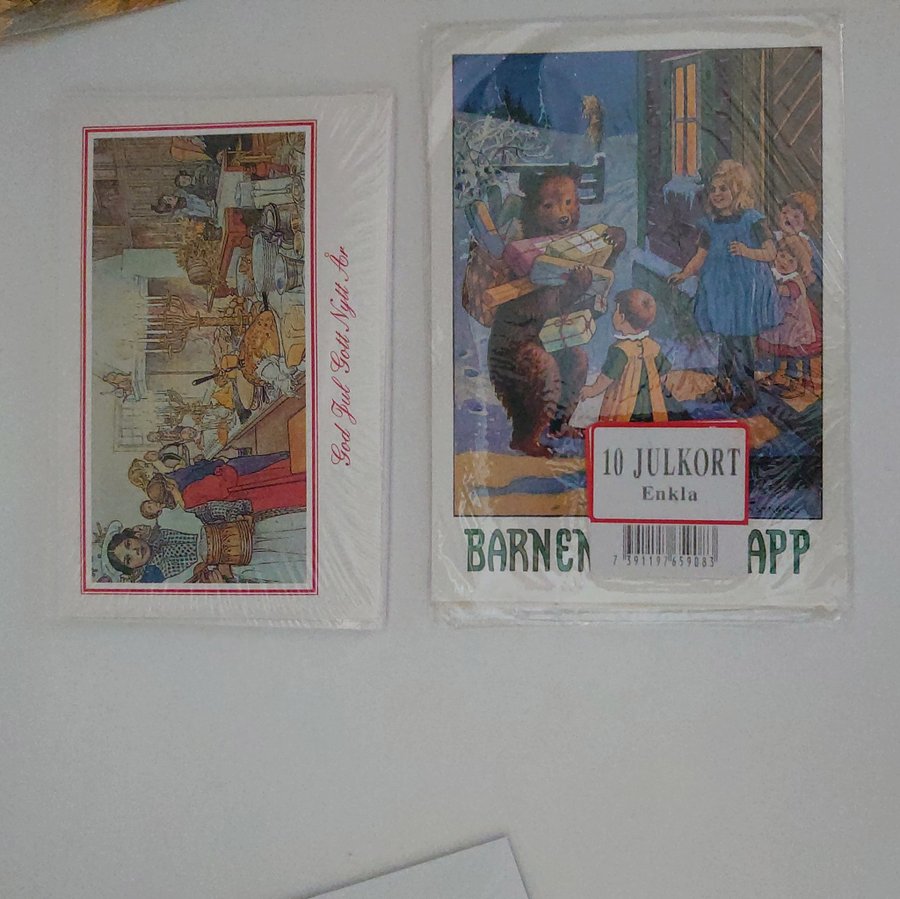 God Jul Gott Nytt År
10 JULKORT
Enkla
7 391197 659083
BARNEN APP